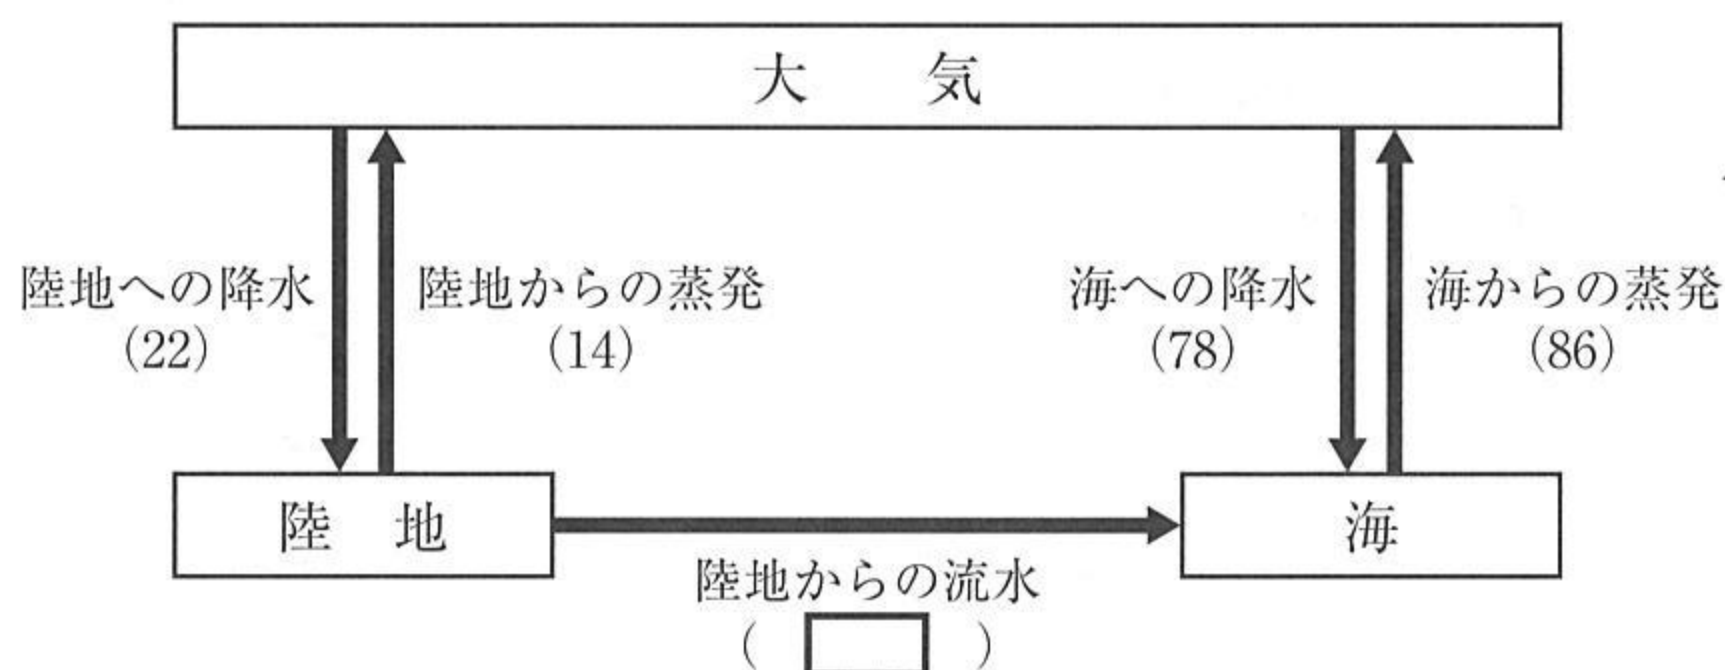 大　気
陸地への降水
(22)
陸地からの蒸発
(14)
海への降水
(78)
海からの蒸発
(86)
陸　地
海
陸地からの流水
(　　)